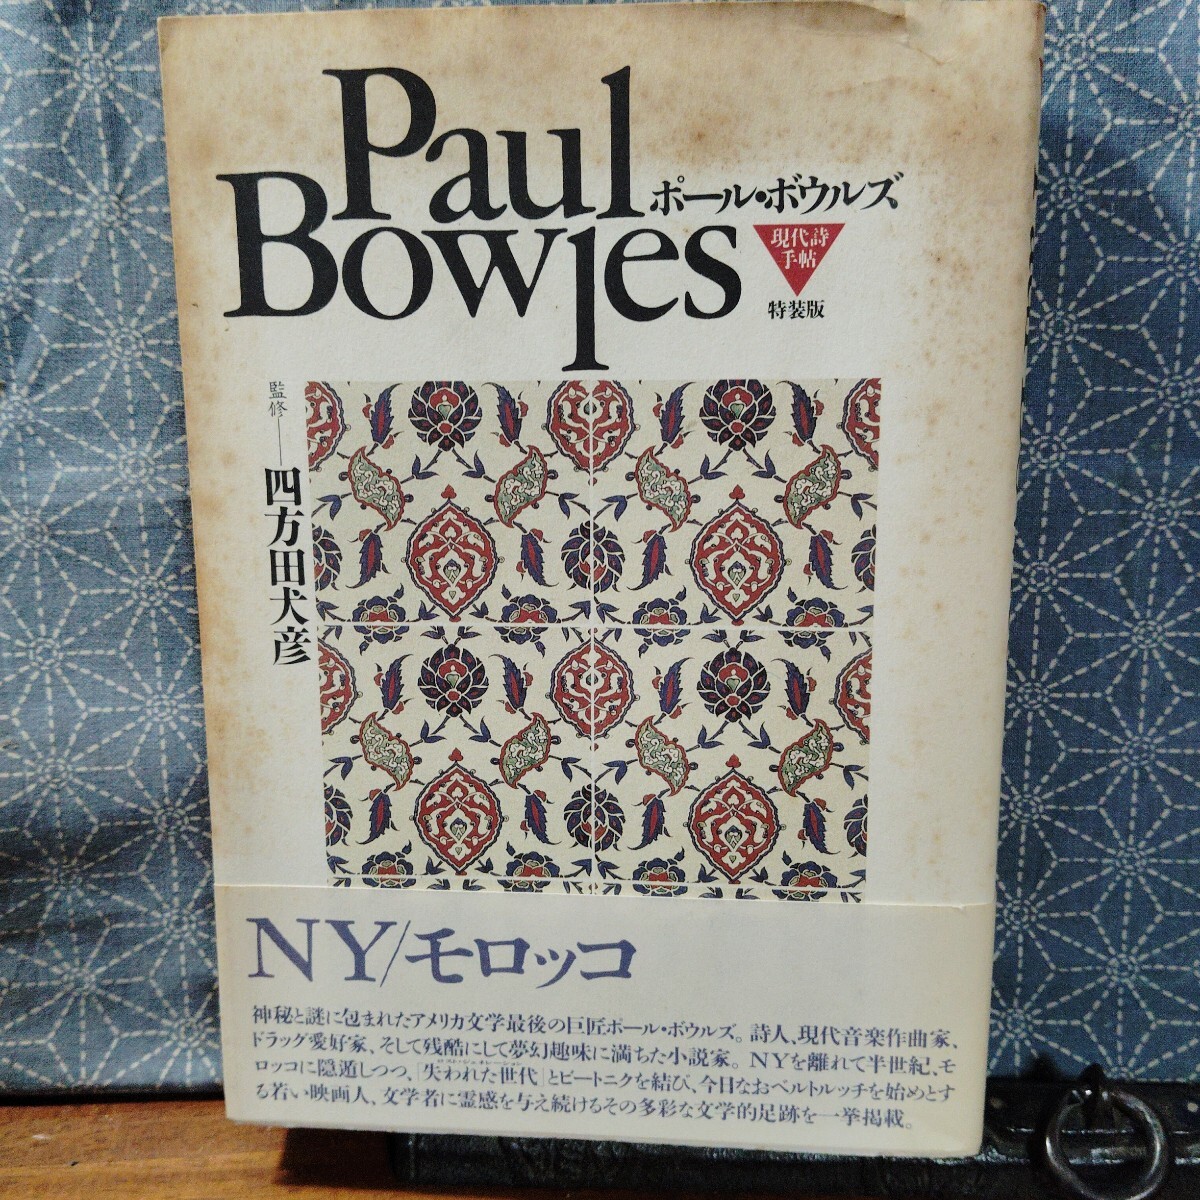 Paul
Bowles
ポール・ボウルズ
現代詩
手帖
特装版
監修——四方田犬彦
NY/モロッコ
神秘と謎に包まれたアメリカ文学最後の巨匠ポール・ボウルズ。詩人、現代音楽作曲家、
ドラッグ愛好家、そして残酷にして夢幻趣味に満ちた小説家。NYを離れて半世紀、モ
ロッコに隠遁しつつ、「失われた世代」とビートニクを結び、今日なおベルトルッチを始めとす
る若い映画人、文学者に霊感を与え続けるその多彩な文学的足跡を一挙掲載。